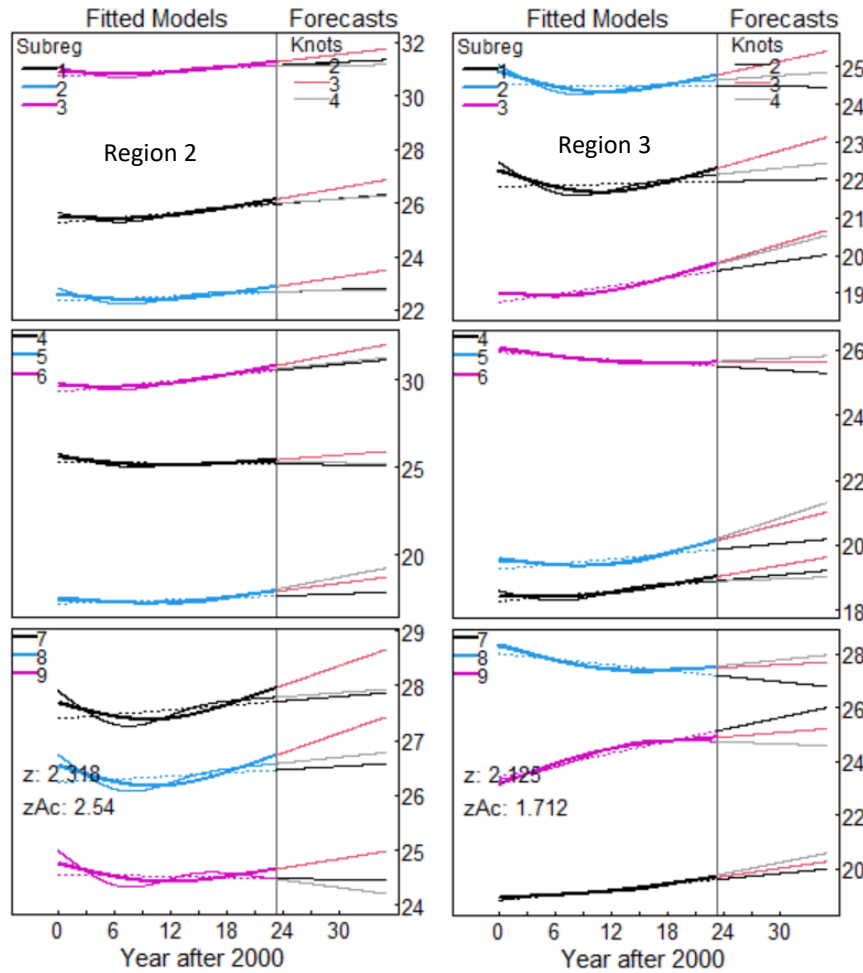 Fitted Models Forecasts Fitted Models Forecasts
Subreg Knots Subreg Knots
1 2 32 1 2 25
2 3 2 3
3 4 31 3 4 24
Region 2 Region 3
28 23
26 22
24 20
22 19
4 4 26
5 5
6 30 6
25 22
20 20
18
7 29 7
8 8 28
9 28 9
27 24
26 22
z: 2.318 z: 2.125
zAc: 2.54 zAc: 1.712
25 20
24
0 6 12 18 24 30 0 6 12 18 24 30
Year after 2000 Year after 2000